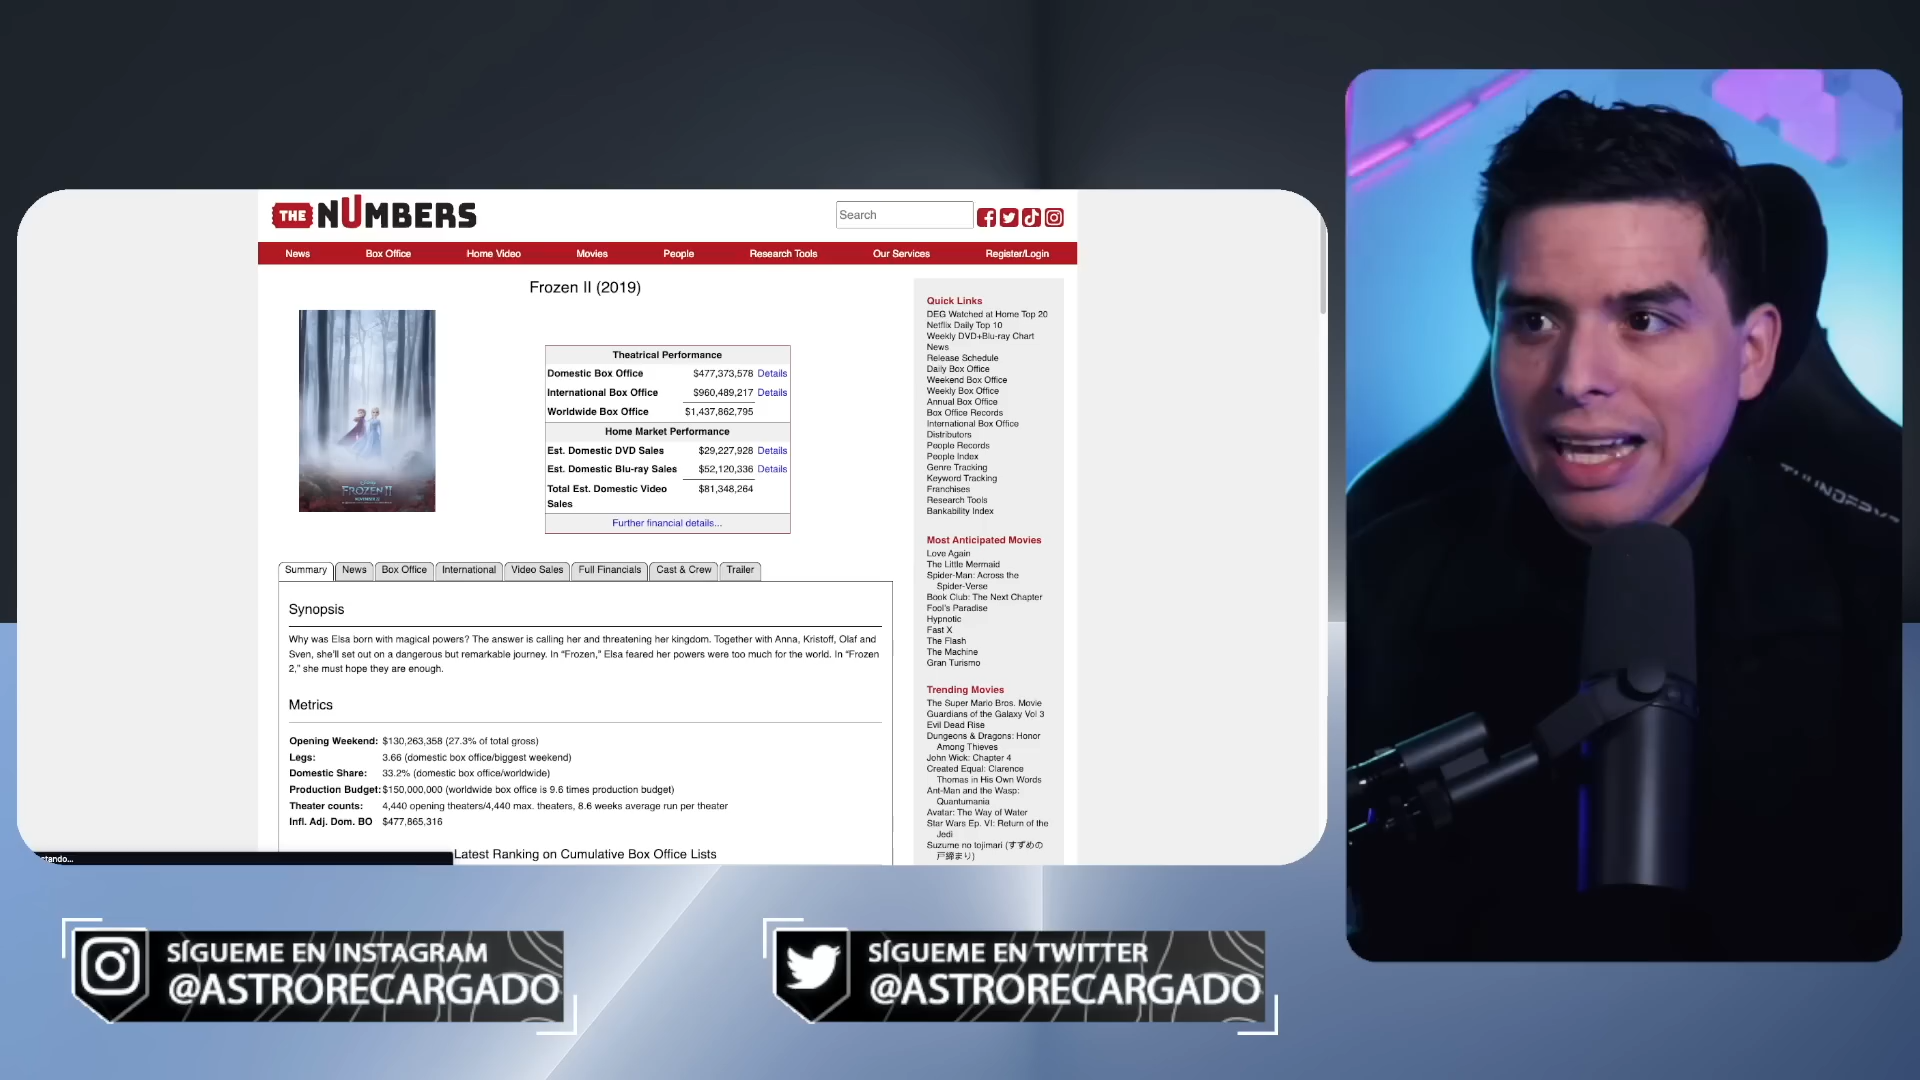 THE NUMBERS
Search
News Box Office Home Video Movies People Research Tools Our Services Register/Login
Frozen II (2019)
FROZEN II
Theatrical Performance
Domestic Box Office $477,373,578 Details
International Box Office $960,489,217 Details
Worldwide Box Office $1,437,862,795
Home Market Performance
Est. Domestic DVD Sales $29,227,928 Details
Est. Domestic Blu-ray Sales $52,120,336 Details
Total Est. Domestic Video $81,348,264
Sales
Further financial details...
Summary News Box Office International Video Sales Full Financials Cast & Crew Trailer
Synopsis
Why was Elsa born with magical powers? The answer is calling her and threatening her kingdom. Together with Anna, Kristoff, Olaf and
Sven, she'll set out on a dangerous but remarkable journey. In “Frozen,” Elsa feared her powers were too much for the world. In “Frozen
2,” she must hope they are enough.
Metrics
Opening Weekend: $130,263,358 (27.3% of total gross)
Legs: 3.66 (domestic box office/biggest weekend)
Domestic Share: 33.2% (domestic box office/worldwide)
Production Budget: $150,000,000 (worldwide box office is 9.6 times production budget)
Theater counts: 4,440 opening theaters/4,440 max. theaters, 8.6 weeks average run per theater
Infl. Adj. Dom. BO $477,865,316
Latest Ranking on Cumulative Box Office Lists
tando...
Quick Links
DEG Watched at Home Top 20
Netflix Daily Top 10
Weekly DVD+Blu-ray Chart
News
Release Schedule
Daily Box Office
Weekend Box Office
Weekly Box Office
Annual Box Office
Box Office Records
International Box Office
Distributors
People Records
People Index
Genre Tracking
Keyword Tracking
Franchises
Research Tools
Bankability Index
Most Anticipated Movies
Love Again
The Little Mermaid
Spider-Man: Across the
Spider-Verse
Book Club: The Next Chapter
Fool's Paradise
Hypnotic
Fast X
The Flash
The Machine
Gran Turismo
Trending Movies
The Super Mario Bros. Movie
Guardians of the Galaxy Vol 3
Evil Dead Rise
Dungeons & Dragons: Honor
Among Thieves
John Wick: Chapter 4
Created Equal: Clarence
Thomas in His Own Words
Ant-Man and the Wasp:
Quantumania
Avatar: The Way of Water
Star Wars Ep. VI: Return of the
Jedi
Suzume no tojimari (すずめの
戸締まり)
SÍGUEME EN INSTAGRAM
@ASTRORECARGADO
SÍGUEME EN TWITTER
@ASTRORECARGADO